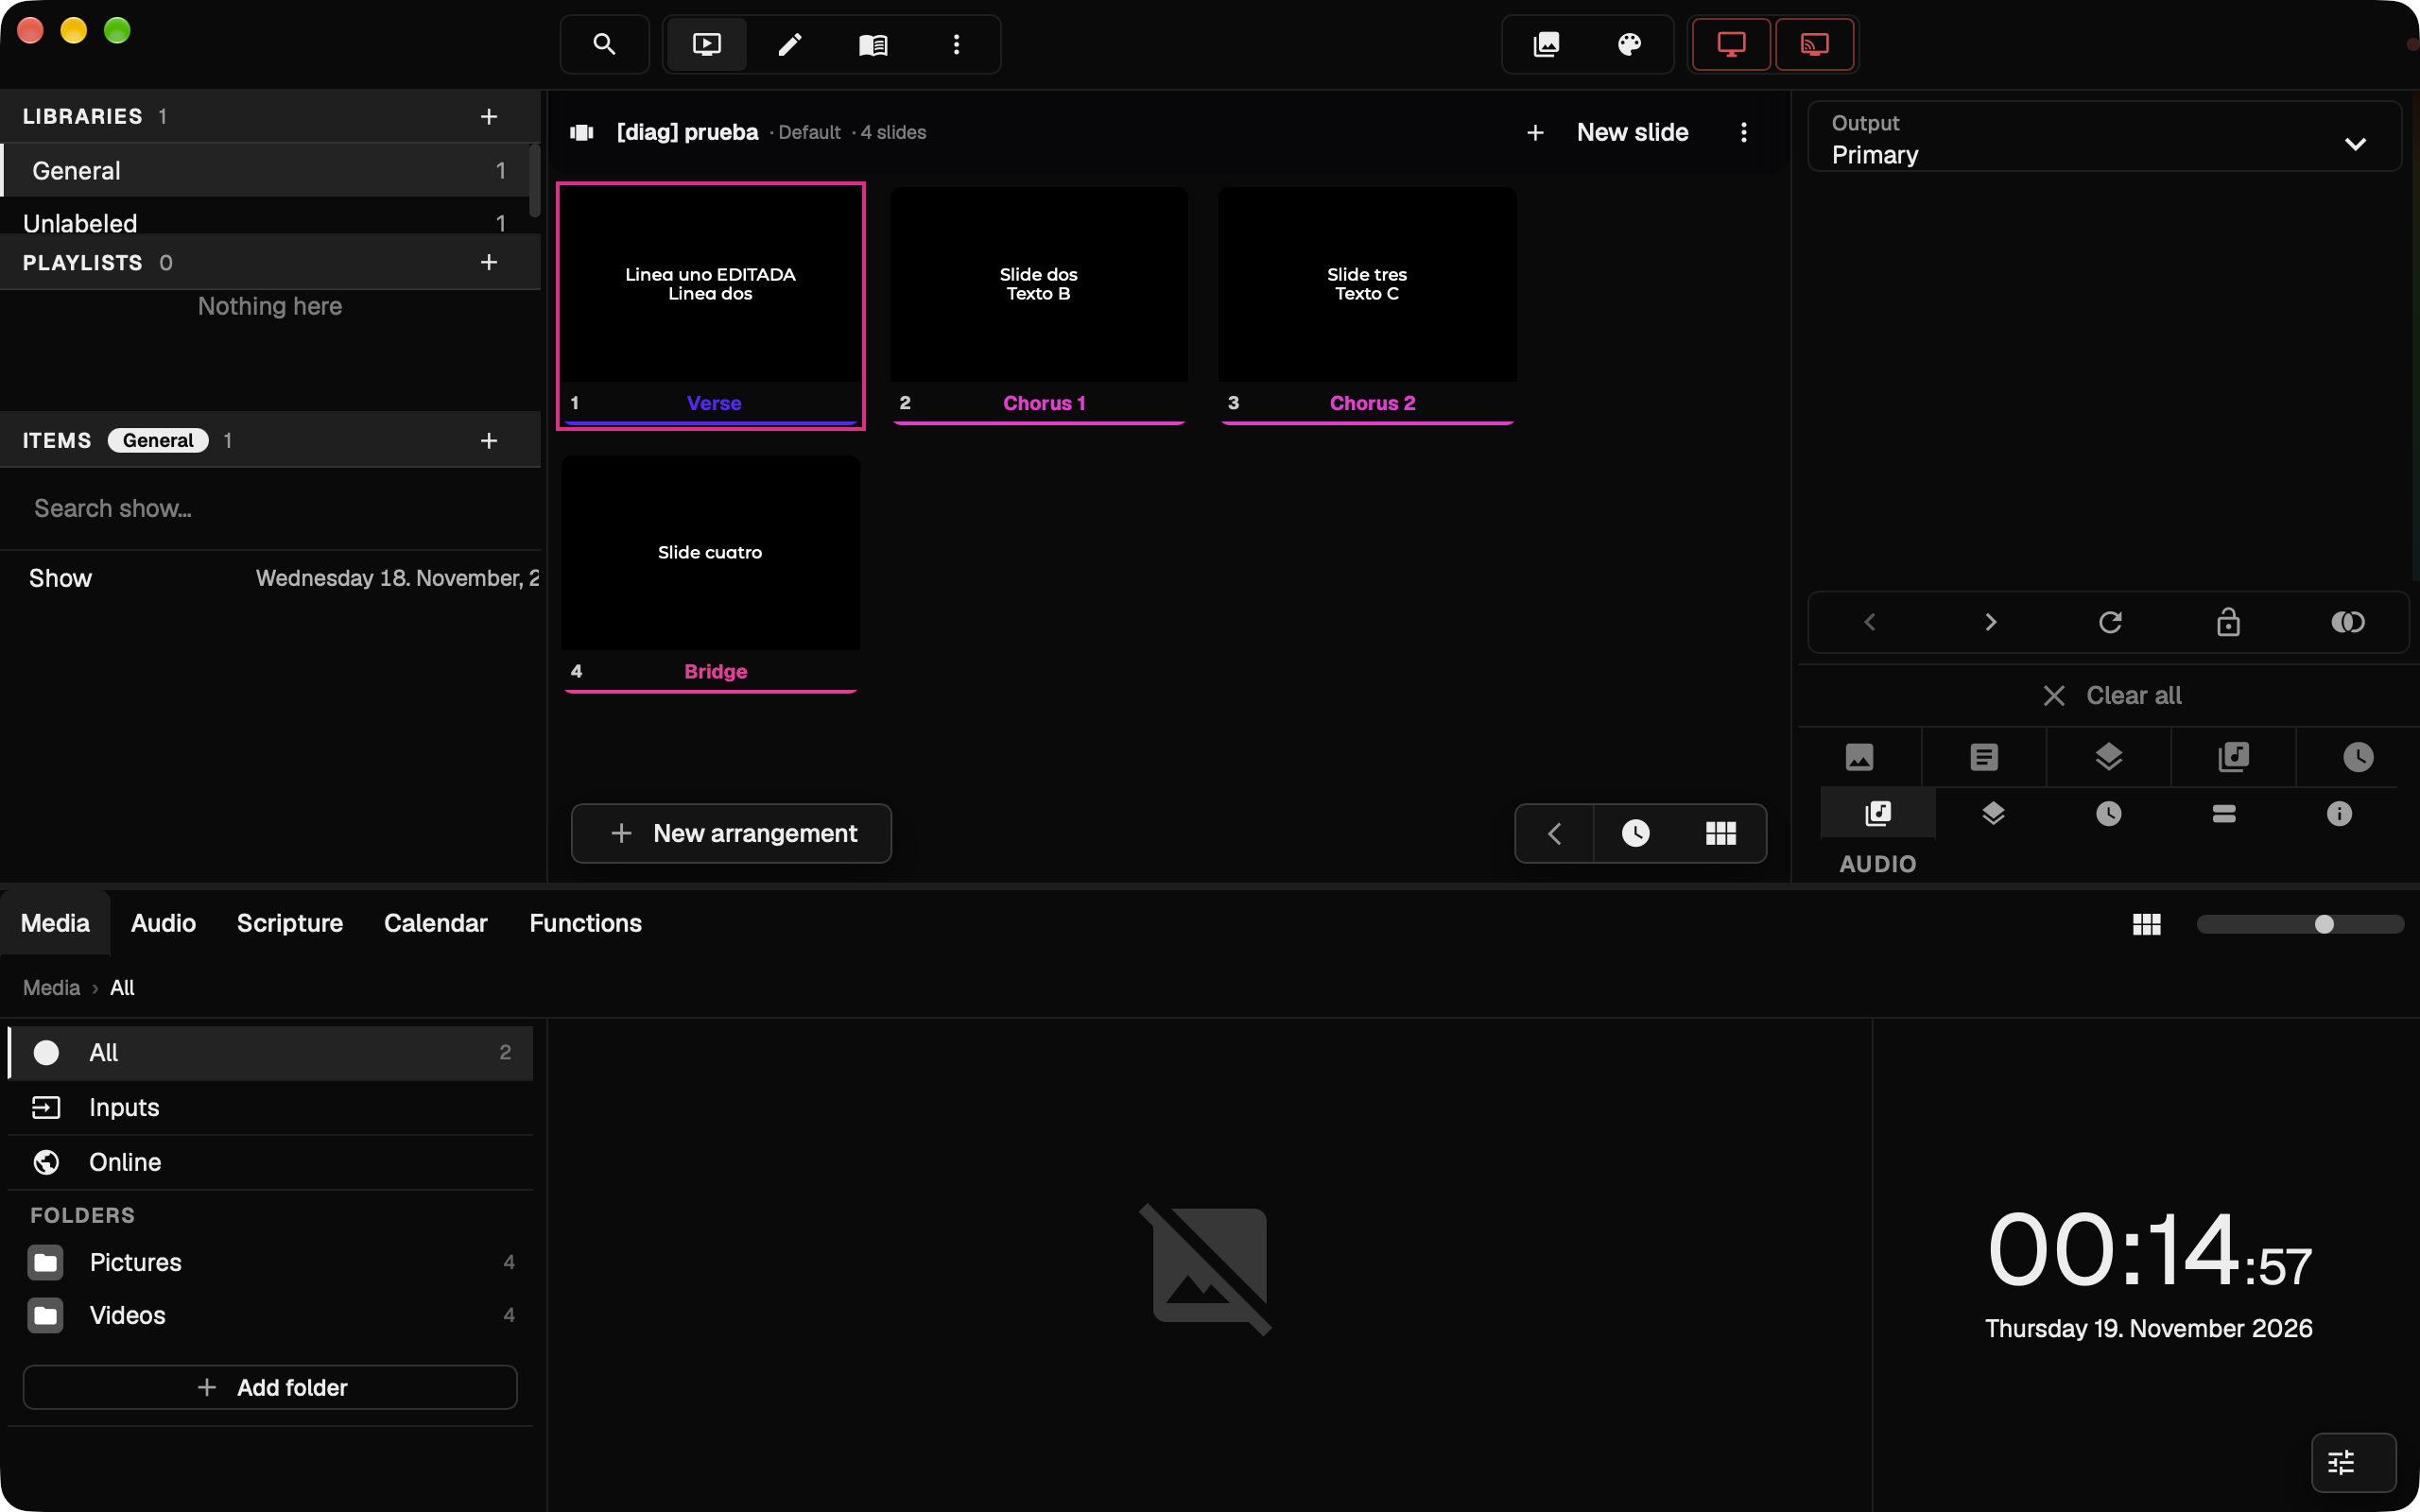 LIBRARIES 1
General 1
Unlabeled 1
PLAYLISTS 0
Nothing here
ITEMS General 1
Search show...
Show Wednesday 18. November, 2
[diag] prueba · Default · 4 slides
New slide
Linea uno EDITADA
Linea dos
1 Verse
Slide dos
Texto B
2 Chorus 1
Slide tres
Texto C
3 Chorus 2
Slide cuatro
4 Bridge
New arrangement
Output
Primary
Clear all
AUDIO
Media Audio Scripture Calendar Functions
Media › All
All 2
Inputs
Online
FOLDERS
Pictures 4
Videos 4
Add folder
00:14:57
Thursday 19. November 2026